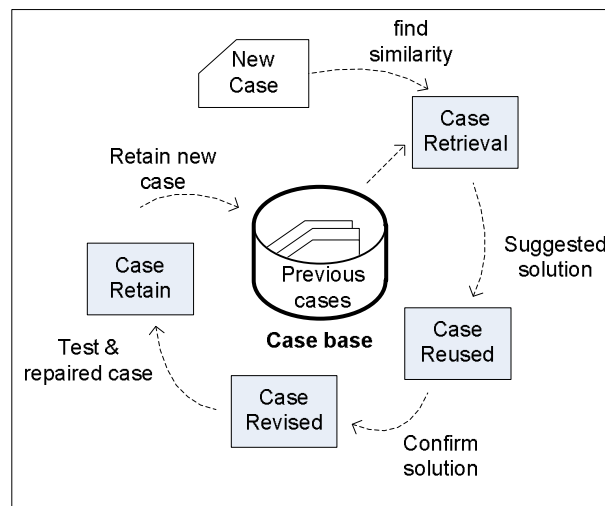 New
Case
find
similarity
Case
Retrieval
Retain new
case
Previous
cases
Case base
Suggested
solution
Case
Retain
Case
Reused
Test &
repaired case
Case
Revised
Confirm
solution